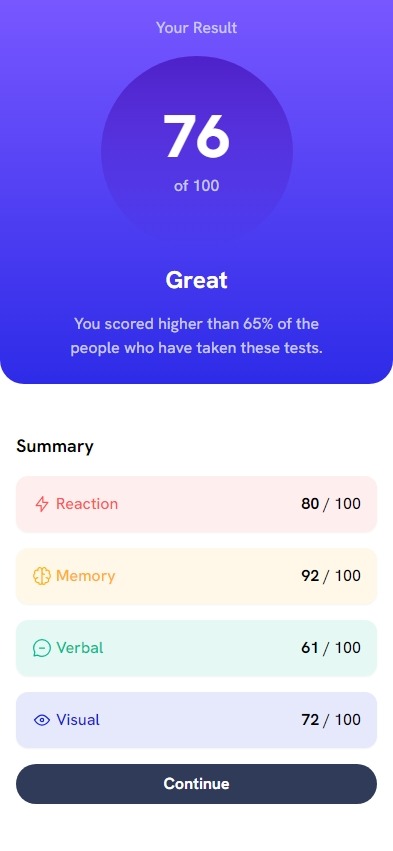 Your Result
76
of 100
Great
You scored higher than 65% of the
people who have taken these tests.
Summary
Reaction 80 / 100
Memory 92 / 100
Verbal 61 / 100
Visual 72 / 100
Continue